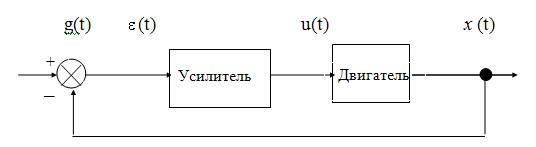 g(t) ε(t) u(t) x (t)
+
Усилитель Двигатель
−